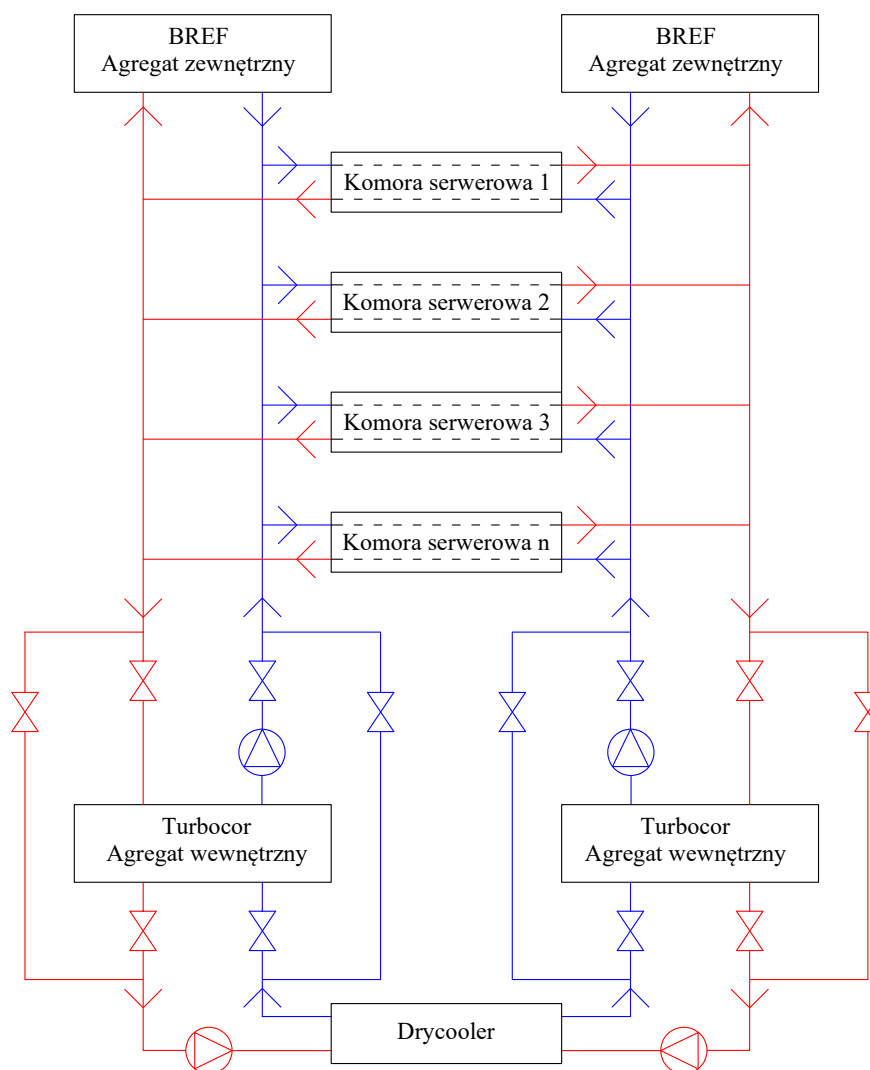 BREF
Agregat zewnętrzny
BREF
Agregat zewnętrzny
Komora serwerowa 1
Komora serwerowa 2
Komora serwerowa 3
Komora serwerowa n
Turbocor
Agregat wewnętrzny
Turbocor
Agregat wewnętrzny
Drycooler